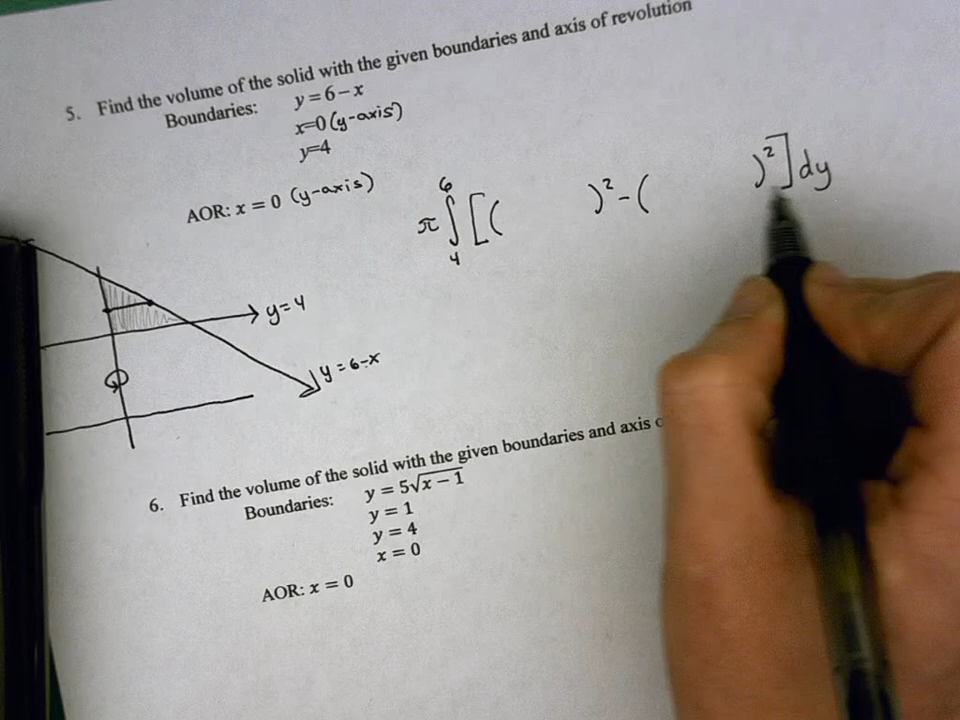 5. Find the volume of the solid with the given boundaries and axis of revolution
Boundaries: y = 6 – x
x=0 (y-axis)
y=4
AOR: x = 0 (y-axis)
π∫₄⁶ [( )² - ( )²] dy
y = 4
y = 6-x
6. Find the volume of the solid with the given boundaries and axis
Boundaries: y = 5√x – 1
y = 1
y = 4
x = 0
AOR: x = 0